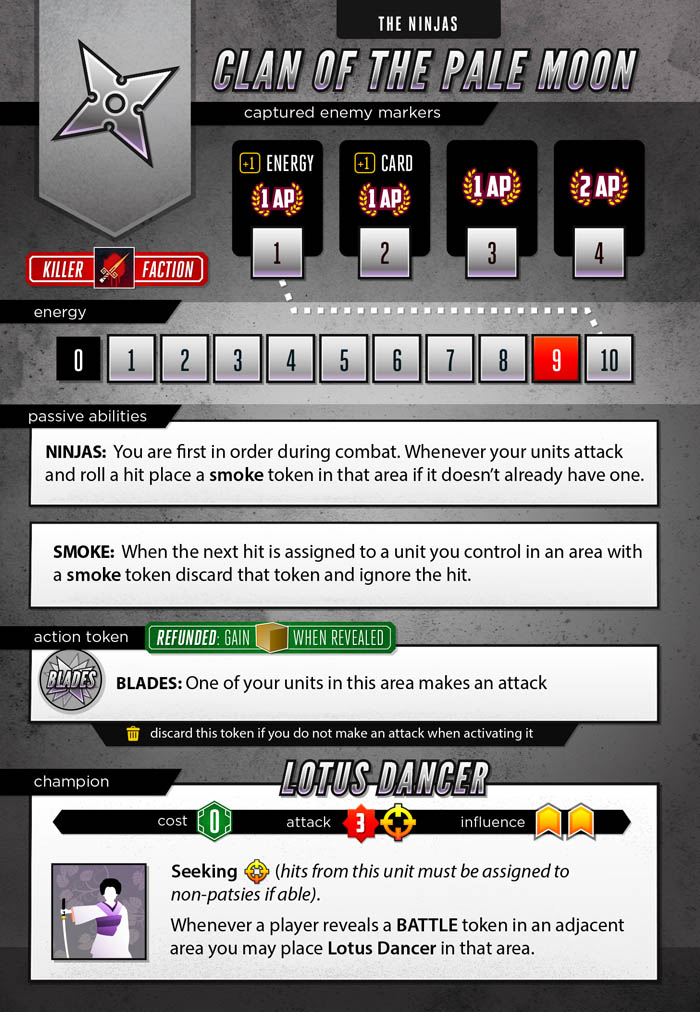 THE NINJAS
CLAN OF THE PALE MOON
captured enemy markers
+1 ENERGY
1 AP
1
+1 CARD
1 AP
2
1 AP
3
2 AP
4
KILLER FACTION
energy
0 1 2 3 4 5 6 7 8 9 10
passive abilities
NINJAS: You are first in order during combat. Whenever your units attack
and roll a hit place a smoke token in that area if it doesn't already have one.
SMOKE: When the next hit is assigned to a unit you control in an area with
a smoke token discard that token and ignore the hit.
action token
REFUNDED: GAIN WHEN REVEALED
BLADES
BLADES: One of your units in this area makes an attack
discard this token if you do not make an attack when activating it
champion
LOTUS DANCER
cost 0 attack 3 influence
Seeking (hits from this unit must be assigned to
non-patsies if able).
Whenever a player reveals a BATTLE token in an adjacent
area you may place Lotus Dancer in that area.